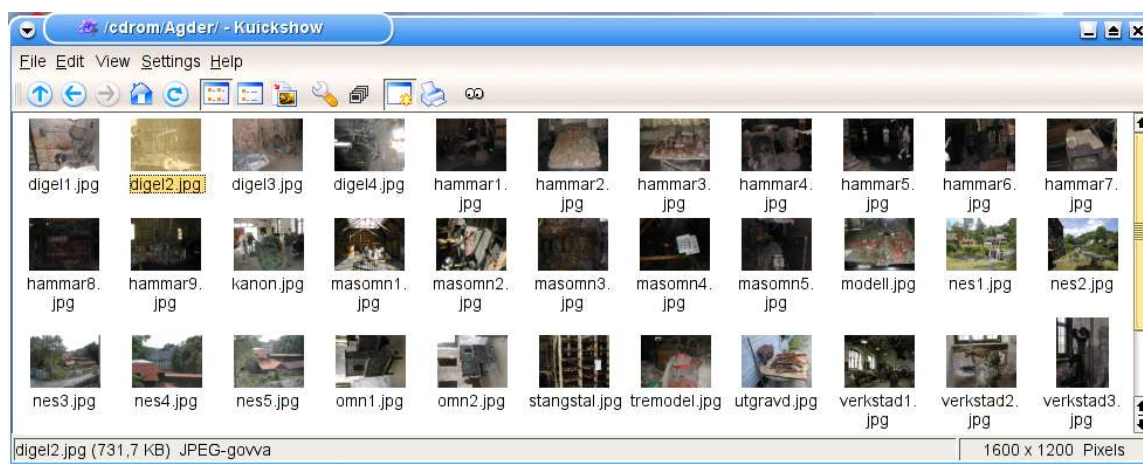 /cdrom/Agder/ - Kuickshow
File Edit View Settings Help
digel1.jpg digel2.jpg digel3.jpg digel4.jpg hammar1. hammar2. hammar3. hammar4. hammar5. hammar6. hammar7.
jpg jpg jpg jpg jpg jpg jpg
hammar8. hammar9. kanon.jpg masomn1. masomn2. masomn3. masomn4. masomn5. modell.jpg nes1.jpg nes2.jpg
jpg jpg jpg jpg jpg jpg jpg
nes3.jpg nes4.jpg nes5.jpg omn1.jpg omn2.jpg stangstal.jpg tremodel.jpg utgravd.jpg verkstad1. verkstad2. verkstad3.
jpg jpg jpg
digel2.jpg (731,7 KB) JPEG-govva 1600 x 1200 Pixels